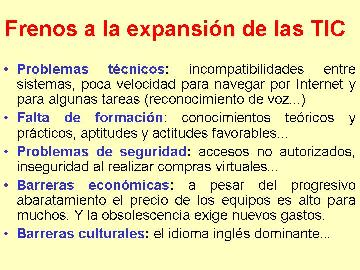 Frenos a la expansión de las TIC
• Problemas técnicos: incompatibilidades entre
sistemas, poca velocidad para navegar por Internet y
para algunas tareas (reconocimiento de voz...)
• Falta de formación: conocimientos teóricos y
prácticos, aptitudes y actitudes favorables...
• Problemas de seguridad: accesos no autorizados,
inseguridad al realizar compras virtuales...
• Barreras económicas: a pesar del progresivo
abaratamiento el precio de los equipos es alto para
muchos. Y la obsolescencia exige nuevos gastos.
• Barreras culturales: el idioma inglés dominante...